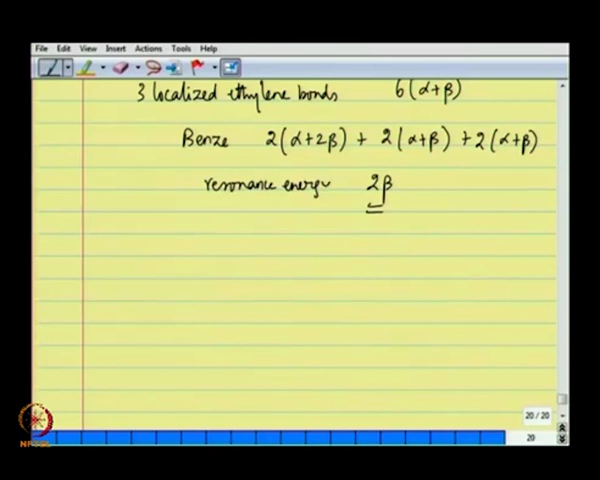 File Edit View Insert Actions Tools Help
3 localized ethylene bonds 6(α+β)
Benze 2(α+2β) + 2(α+β) + 2(α+β)
resonance energy 2β
20 / 20
20
NPTEL